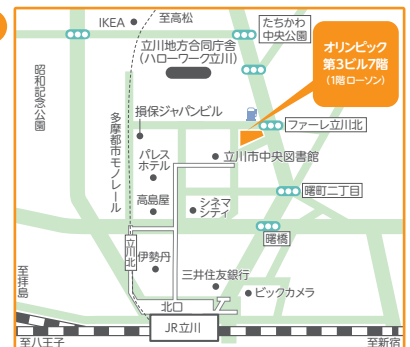 IKEA
至高松
たちかわ
中央公園
立川地方合同庁舎
(ハローワーク立川)
オリンピック
第3ビル7階
(1階ローソン)
昭和記念公園
多摩都市モノレール
損保ジャパンビル
ファーレ立川北
パレス
ホテル
立川市中央図書館
高島屋
シネマ
シティ
曙町二丁目
立川北
曙橋
伊勢丹
三井住友銀行
至拝島
北口
ビックカメラ
JR立川
至八王子
至新宿